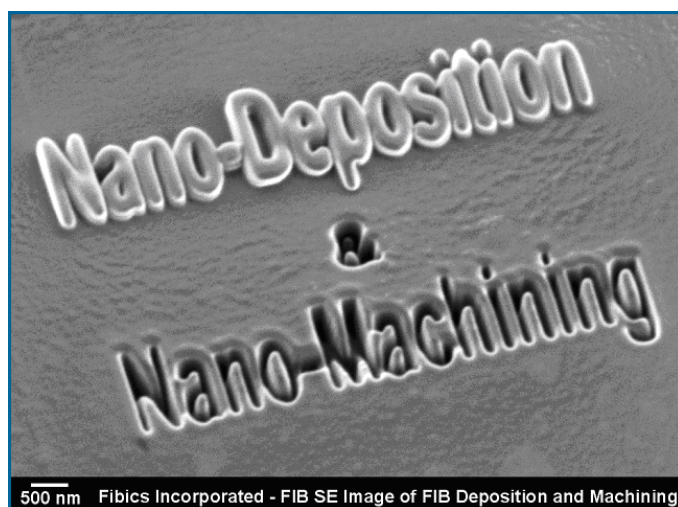 Nano-Deposition
&
Nano-Machining
500 nm Fibics Incorporated - FIB SE Image of FIB Deposition and Machining